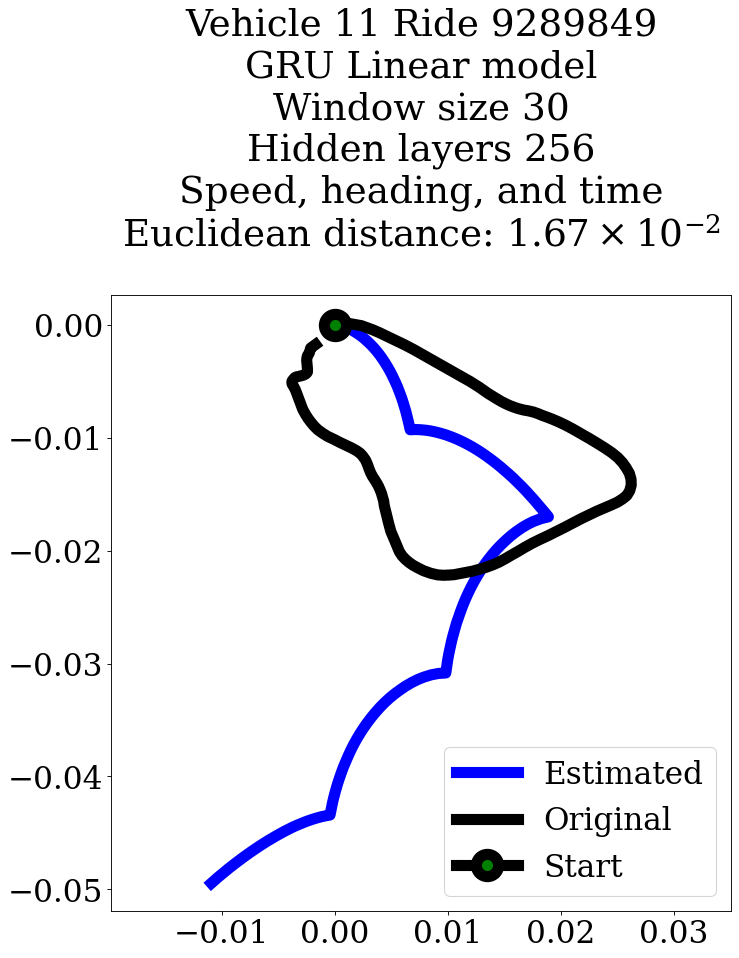 Vehicle 11 Ride 9289849
GRU Linear model
Window size 30
Hidden layers 256
Speed, heading, and time
Euclidean distance: 1.67 × 10⁻²
0.00
−0.01
−0.02
−0.03
−0.04
−0.05
Estimated
Original
Start
−0.01 0.00 0.01 0.02 0.03